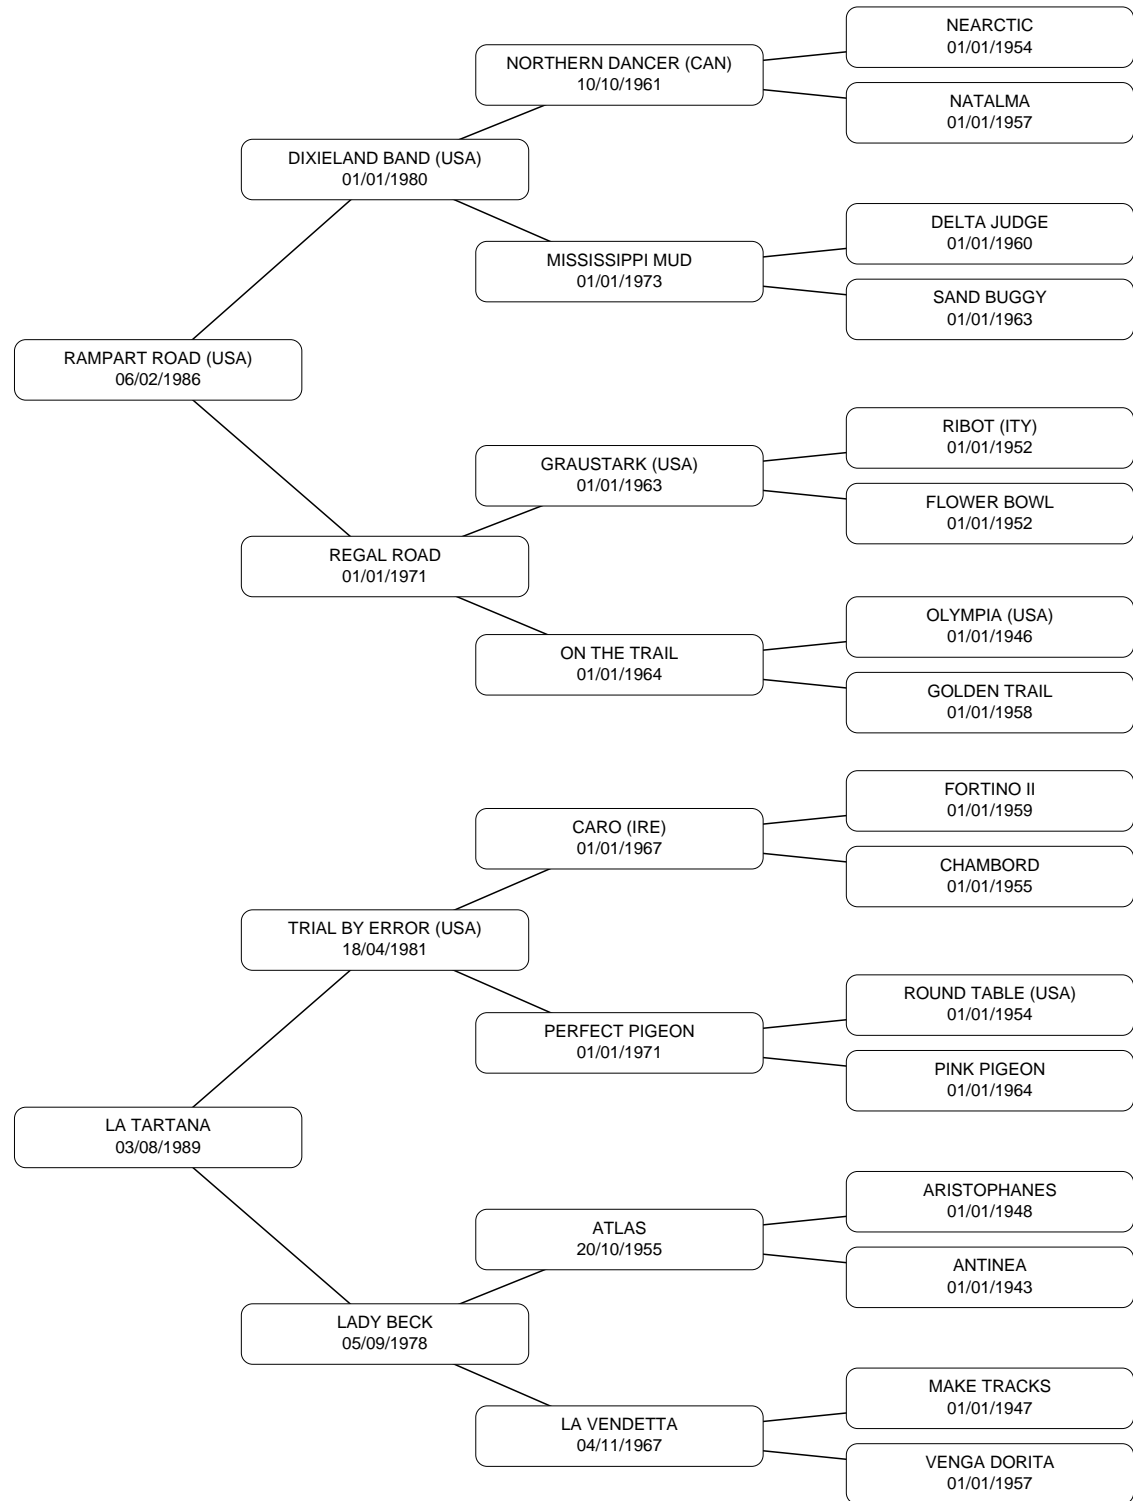 NEARCTIC
01/01/1954
NORTHERN DANCER (CAN)
10/10/1961
NATALMA
01/01/1957
DIXIELAND BAND (USA)
01/01/1980
DELTA JUDGE
01/01/1960
MISSISSIPPI MUD
01/01/1973
SAND BUGGY
01/01/1963
RAMPART ROAD (USA)
06/02/1986
RIBOT (ITY)
01/01/1952
GRAUSTARK (USA)
01/01/1963
FLOWER BOWL
01/01/1952
REGAL ROAD
01/01/1971
OLYMPIA (USA)
01/01/1946
ON THE TRAIL
01/01/1964
GOLDEN TRAIL
01/01/1958
FORTINO II
01/01/1959
CARO (IRE)
01/01/1967
CHAMBORD
01/01/1955
TRIAL BY ERROR (USA)
18/04/1981
ROUND TABLE (USA)
01/01/1954
PERFECT PIGEON
01/01/1971
PINK PIGEON
01/01/1964
LA TARTANA
03/08/1989
ARISTOPHANES
01/01/1948
ATLAS
20/10/1955
ANTINEA
01/01/1943
LADY BECK
05/09/1978
MAKE TRACKS
01/01/1947
LA VENDETTA
04/11/1967
VENGA DORITA
01/01/1957